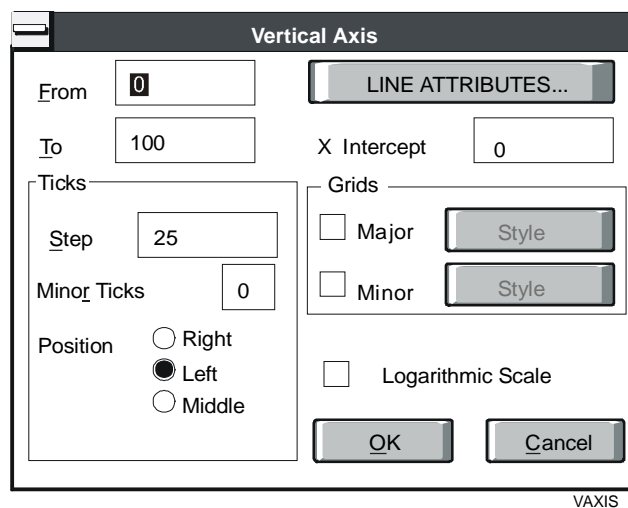 Vertical Axis
From 0
LINE ATTRIBUTES...
To 100
X Intercept 0
Ticks
Step 25
Minor Ticks 0
Position
Right
Left
Middle
Grids
Major Style
Minor Style
Logarithmic Scale
OK Cancel
VAXIS